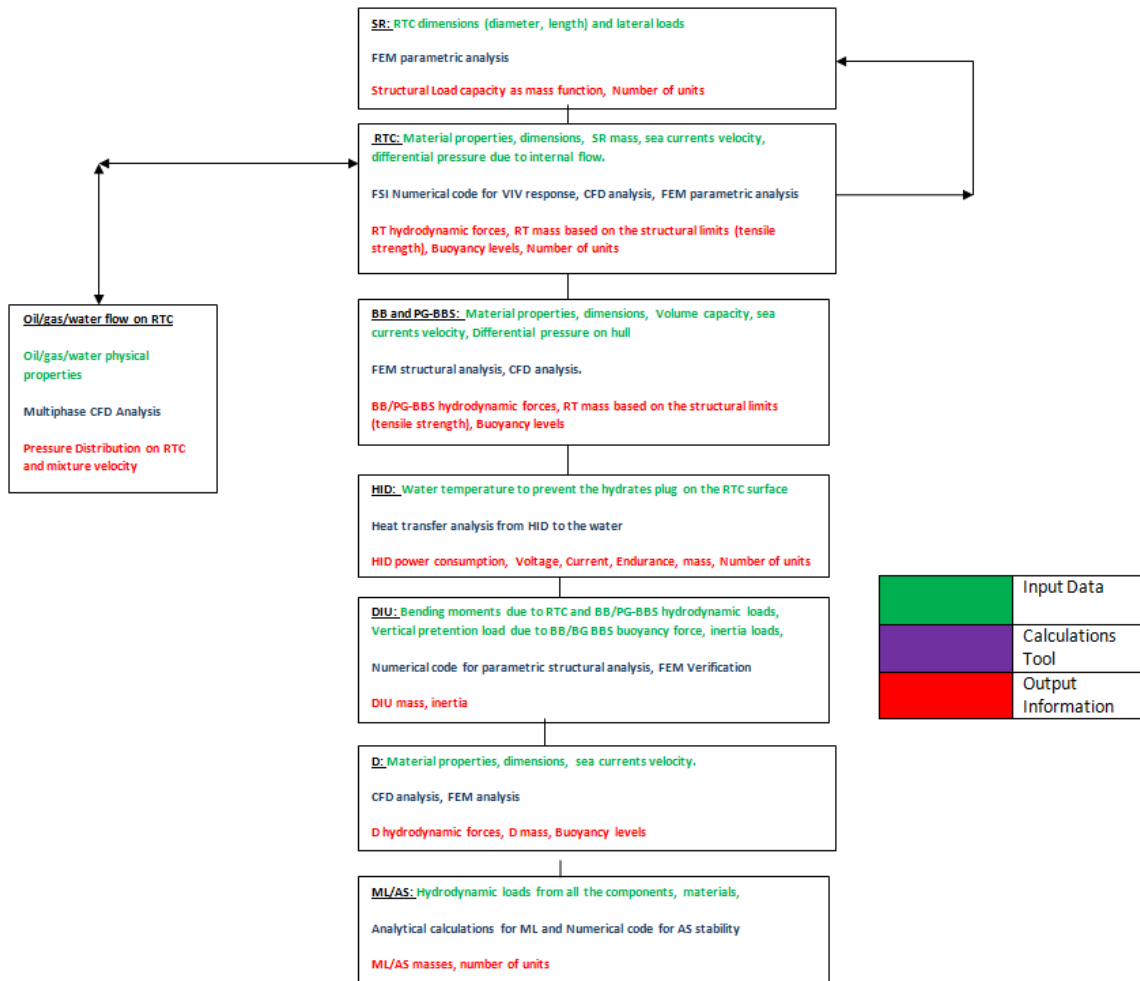 SR: RTC dimensions (diameter, length) and lateral loads
FEM parametric analysis
Structural Load capacity as mass function, Number of units
RTC: Material properties, dimensions, SR mass, sea currents velocity,
differential pressure due to internal flow.
FSI Numerical code for VIV response, CFD analysis, FEM parametric analysis
RT hydrodynamic forces, RT mass based on the structural limits (tensile
strength), Buoyancy levels, Number of units
Oil/gas/water flow on RTC
Oil/gas/water physical
properties
Multiphase CFD Analysis
Pressure Distribution on RTC
and mixture velocity
BB and PG-BBS: Material properties, dimensions, Volume capacity, sea
currents velocity, Differential pressure on hull
FEM structural analysis, CFD analysis.
BB/PG-BBS hydrodynamic forces, RT mass based on the structural limits
(tensile strength), Buoyancy levels
HID: Water temperature to prevent the hydrates plug on the RTC surface
Heat transfer analysis from HID to the water
HID power consumption, Voltage, Current, Endurance, mass, Number of units
DIU: Bending moments due to RTC and BB/PG-BBS hydrodynamic loads,
Vertical pretention load due to BB/BG BBS buoyancy force, inertia loads,
Numerical code for parametric structural analysis, FEM Verification
DIU mass, inertia
D: Material properties, dimensions, sea currents velocity.
CFD analysis, FEM analysis
D hydrodynamic forces, D mass, Buoyancy levels
ML/AS: Hydrodynamic loads from all the components, materials,
Analytical calculations for ML and Numerical code for AS stability
ML/AS masses, number of units
Input Data
Calculations
Tool
Output
Information